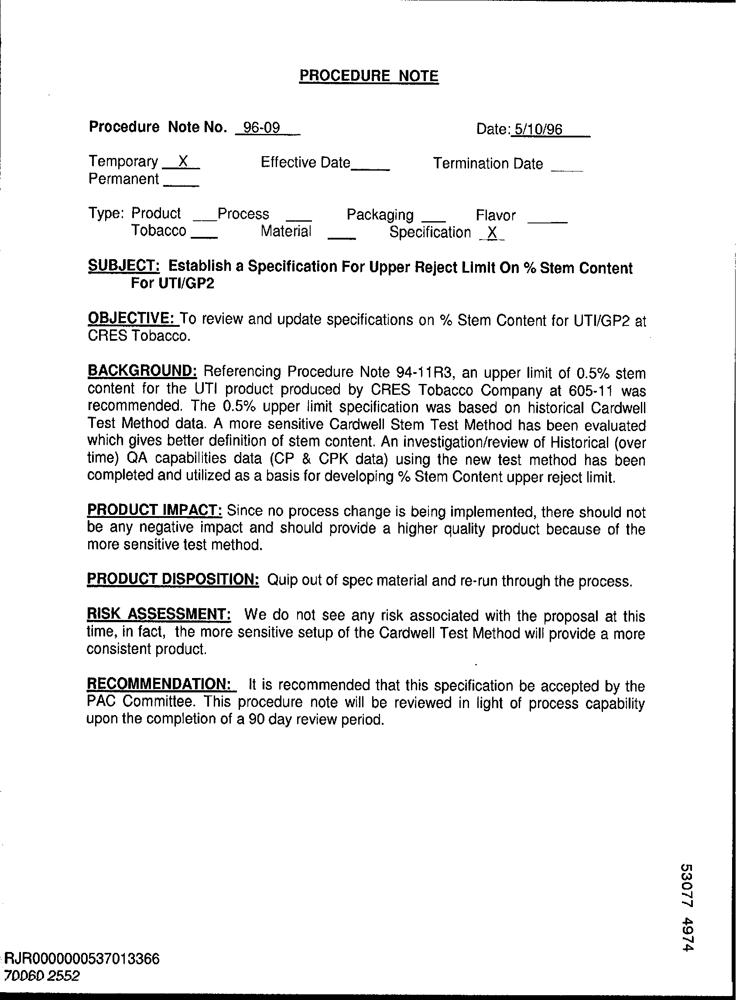 PROCEDURE NOTE
Procedure Note No. 96-09 Date: 5/10/96
Temporary X Effective Date____ Termination Date ____
Permanent ____
Type: Product ___ Process ___ Packaging ___ Flavor ____
Tobacco ___ Material ___ Specification X
SUBJECT: Establish a Specification For Upper Reject Limit On % Stem Content
For UTI/GP2
OBJECTIVE: To review and update specifications on % Stem Content for UTI/GP2 at
CRES Tobacco.
BACKGROUND: Referencing Procedure Note 94-11R3, an upper limit of 0.5% stem
content for the UTI product produced by CRES Tobacco Company at 605-11 was
recommended. The 0.5% upper limit specification was based on historical Cardwell
Test Method data. A more sensitive Cardwell Stem Test Method has been evaluated
which gives better definition of stem content. An investigation/review of Historical (over
time) QA capabilities data (CP & CPK data) using the new test method has been
completed and utilized as a basis for developing % Stem Content upper reject limit.
PRODUCT IMPACT: Since no process change is being implemented, there should not
be any negative impact and should provide a higher quality product because of the
more sensitive test method.
PRODUCT DISPOSITION: Quip out of spec material and re-run through the process.
RISK ASSESSMENT: We do not see any risk associated with the proposal at this
time, in fact, the more sensitive setup of the Cardwell Test Method will provide a more
consistent product.
RECOMMENDATION: It is recommended that this specification be accepted by the
PAC Committee. This procedure note will be reviewed in light of process capability
upon the completion of a 90 day review period.
53077 4974
RJR0000000537013366
70060 2552